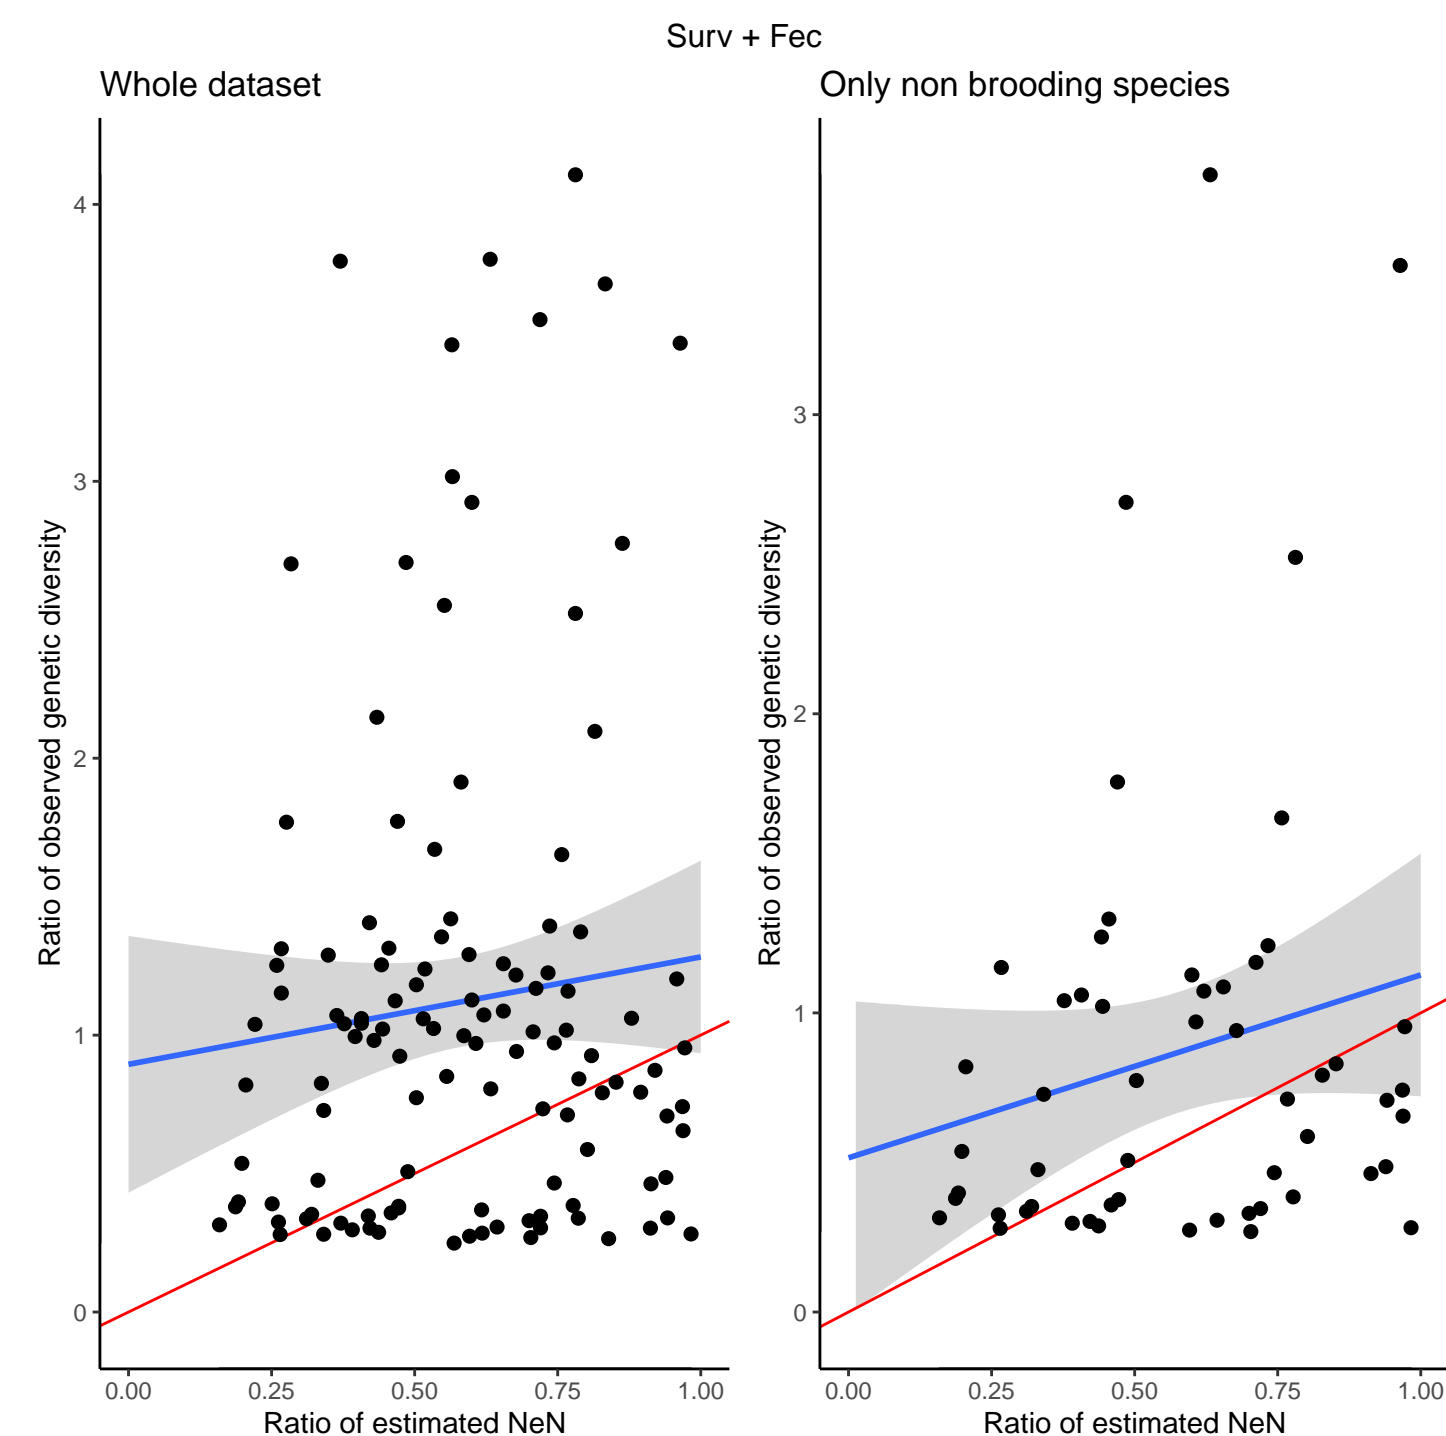 Surv + Fec
Whole dataset
Ratio of observed genetic diversity
4
3
2
1
0
0.00 0.25 0.50 0.75 1.00
Ratio of estimated NeN
Only non brooding species
Ratio of observed genetic diversity
3
2
1
0
0.00 0.25 0.50 0.75 1.00
Ratio of estimated NeN